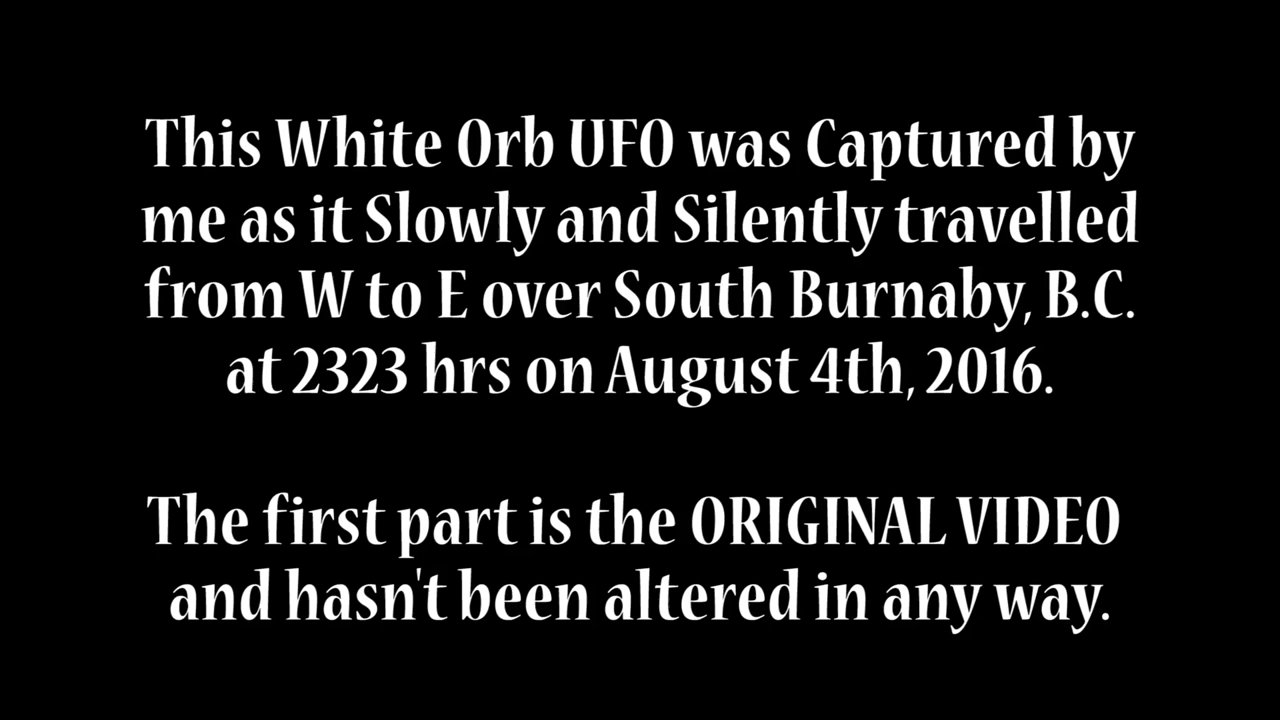 This White Orb UFO was Captured by
me as it Slowly and Silently travelled
from W to E over South Burnaby, B.C.
at 2323 hrs on August 4th, 2016.
The first part is the ORIGINAL VIDEO
and hasn't been altered in any way.